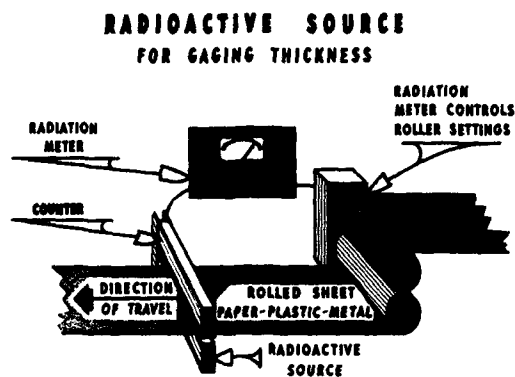 RADIOACTIVE SOURCE
FOR GAGING THICKNESS
RADIATION
METER CONTROLS
ROLLER SETTINGS
RADIATION
METER
COUNTER
DIRECTION
OF TRAVEL
ROLLED SHEET
PAPER-PLASTIC-METAL
RADIOACTIVE
SOURCE